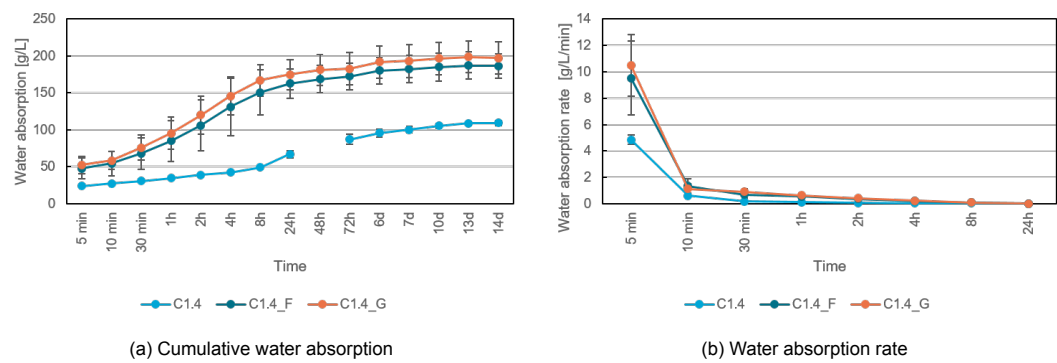 Water absorption [g/L]
250
200
150
100
50
0
5 min
10 min
30 min
1h
2h
4h
8h
24h
48h
72h
6d
7d
10d
13d
14d
Time
C1.4 C1.4_F C1.4_G
(a) Cumulative water absorption
Water absorption rate [g/L/min]
14
12
10
8
6
4
2
0
5 min
10 min
30 min
1h
2h
4h
8h
24h
Time
C1.4 C1.4_F C1.4_G
(b) Water absorption rate